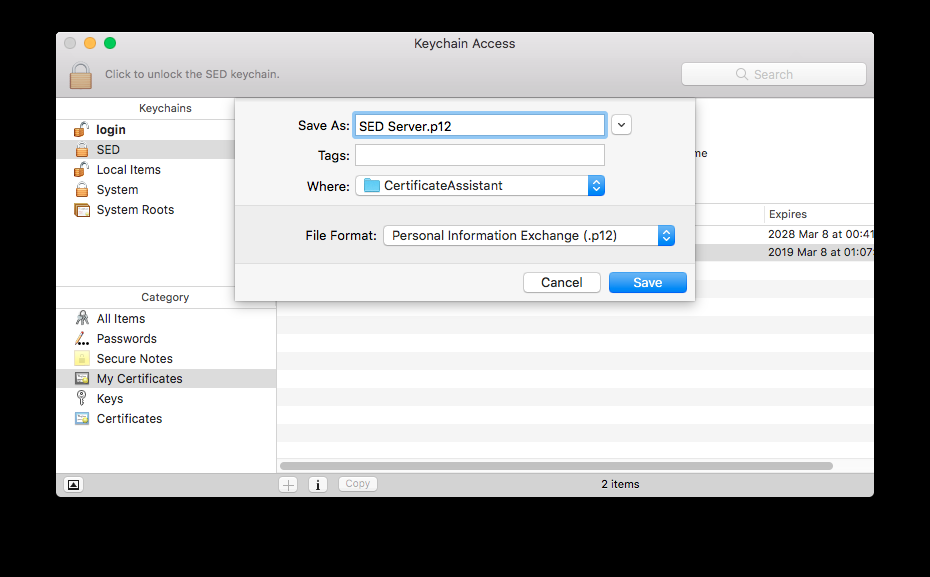 Keychain Access
Click to unlock the SED keychain.
Search
Keychains
login
SED
Local Items
System
System Roots
Save As: SED Server.p12
Tags:
Where: CertificateAssistant
File Format: Personal Information Exchange (.p12)
Cancel
Save
me
Expires
2028 Mar 8 at 00:41
2019 Mar 8 at 01:07:
Category
All Items
Passwords
Secure Notes
My Certificates
Keys
Certificates
Copy
2 items